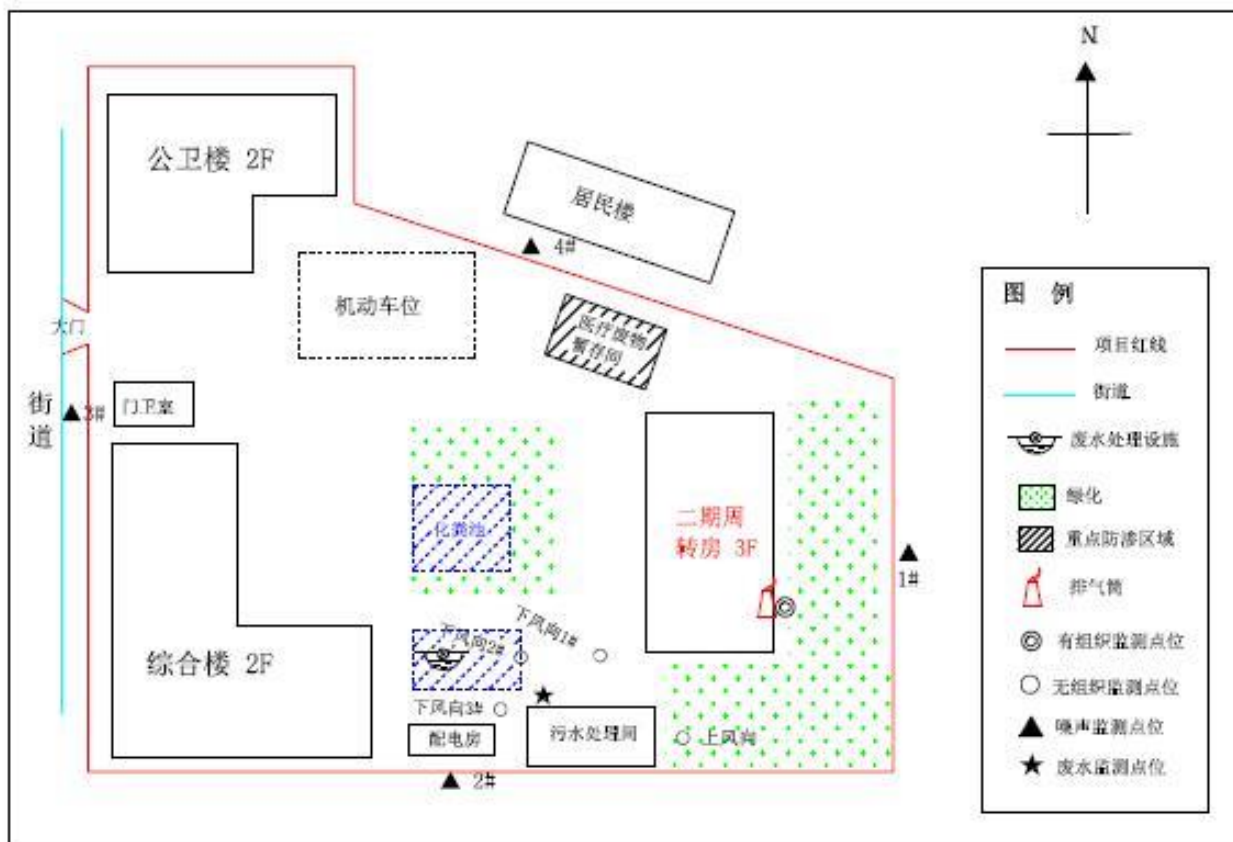 N
公卫楼 2F
居民楼
4#
机动车位
医疗废物
暂存间
大门
门卫室
街
道
3#
化粪池
二期周
转房 3F
1#
综合楼 2F
下风向1#
下风向2#
下风向3#
配电房
污水处理间
上风向
2#
图 例
项目红线
街道
废水处理设施
绿化
重点防渗区域
排气筒
有组织监测点位
无组织监测点位
噪声监测点位
废水监测点位